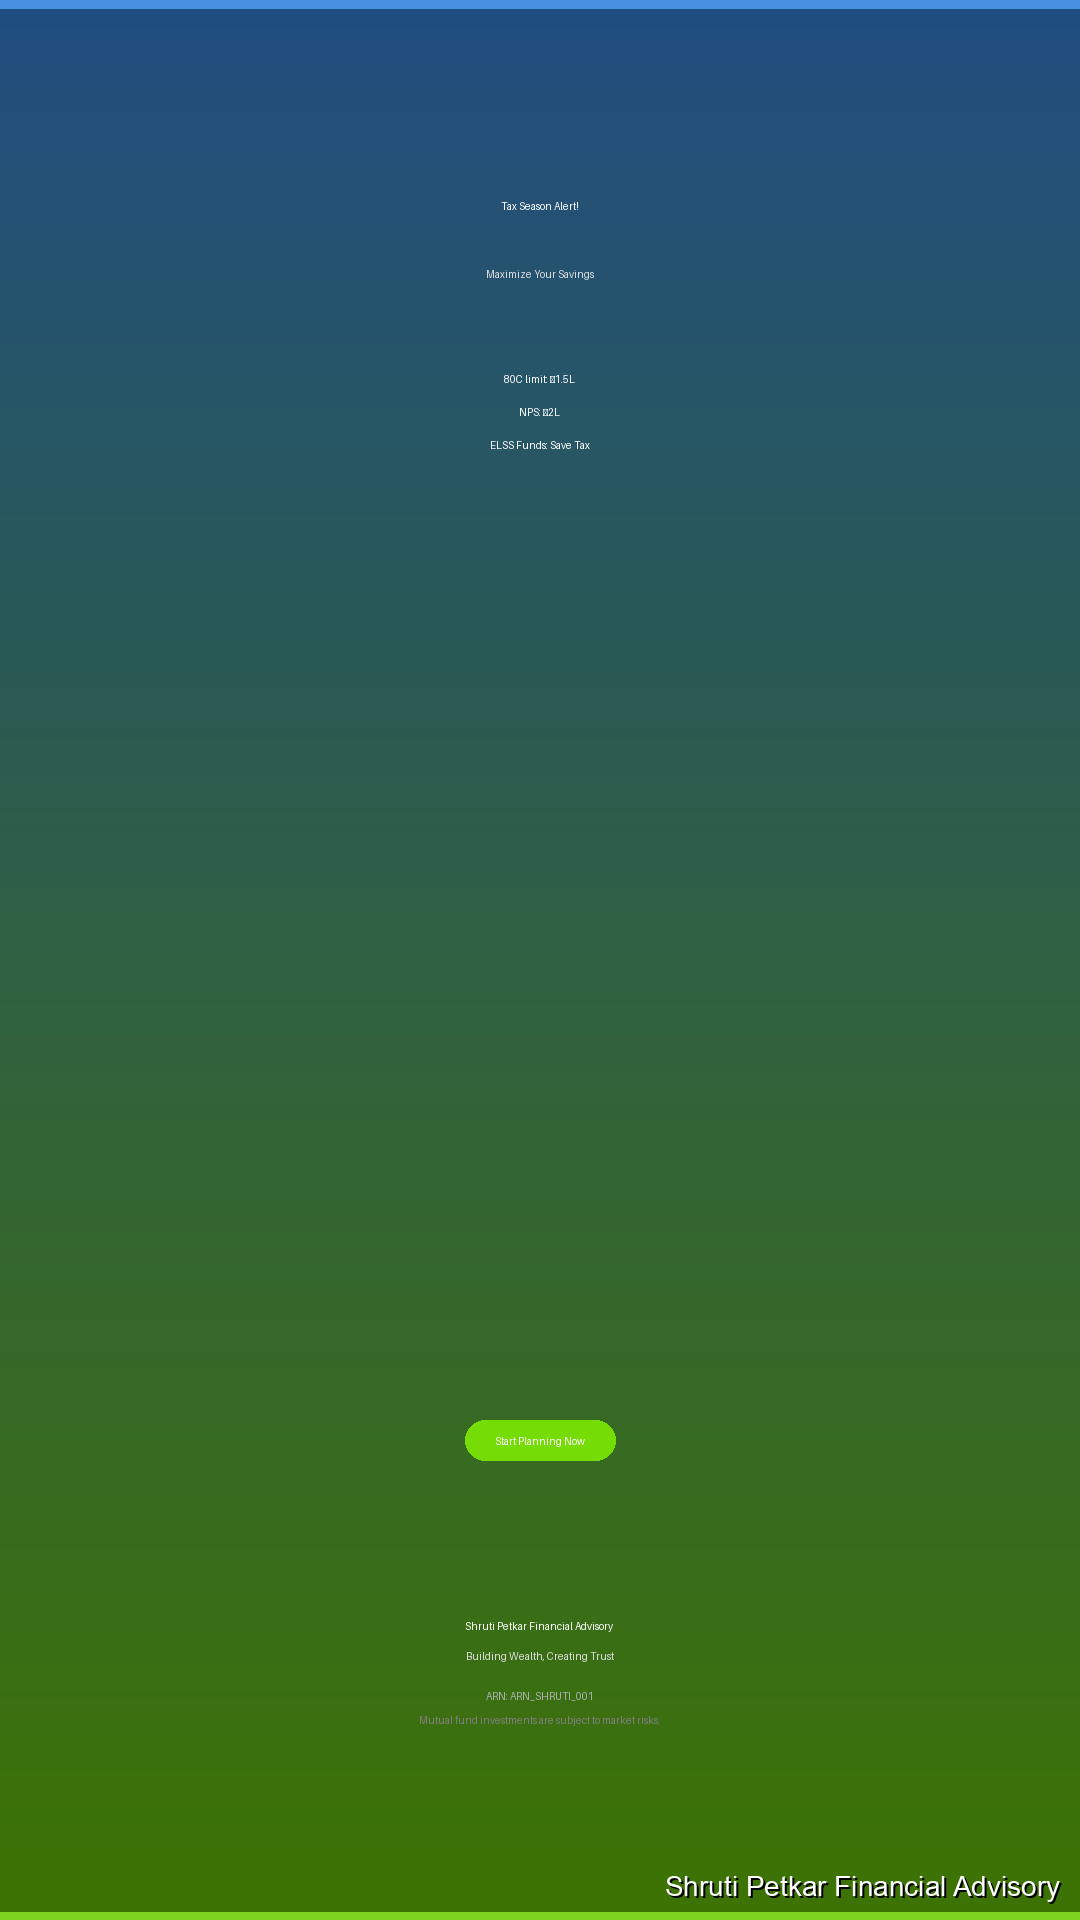 Tax Season Alert!
Maximize Your Savings
80C limit: 1.5L
NPS: 2L
ELSS Funds: Save Tax
Start Planning Now
Shruti Petkar Financial Advisory
Building Wealth, Creating Trust
ARN: ARN_SHRUTI_001
Mutual fund investments are subject to market risks.
Shruti Petkar Financial Advisory